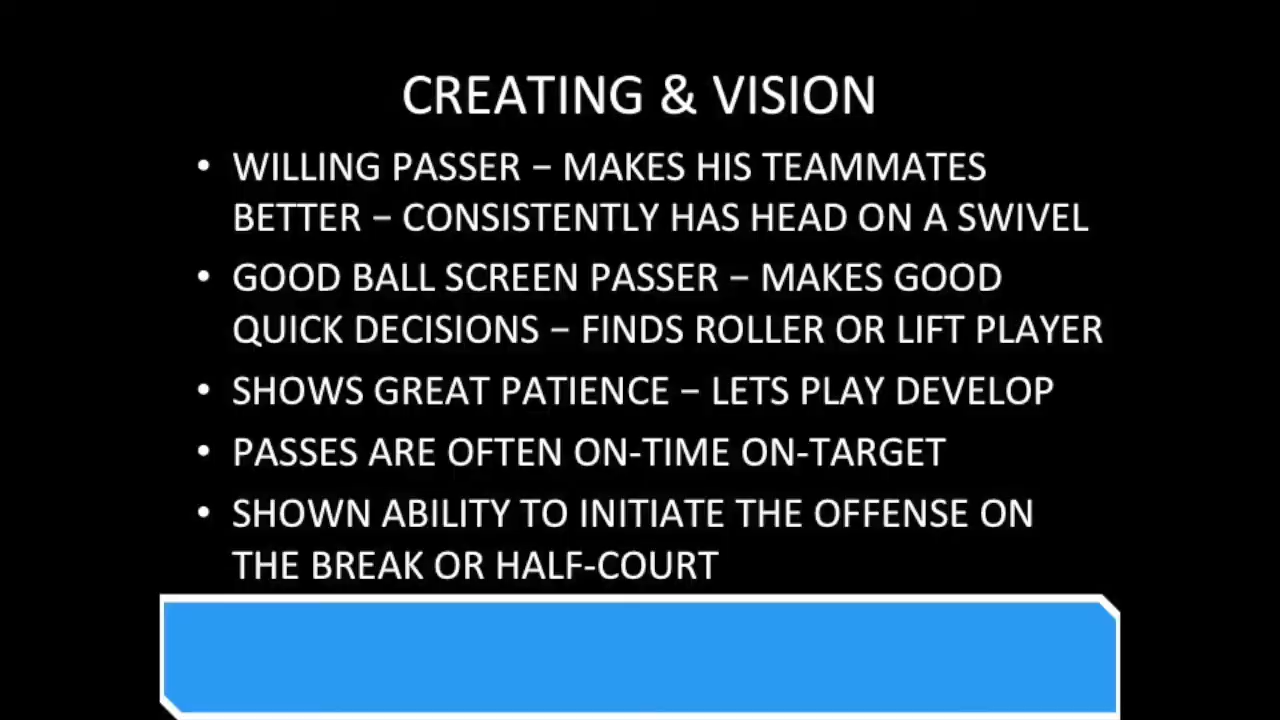 CREATING & VISION
• WILLING PASSER – MAKES HIS TEAMMATES
BETTER – CONSISTENTLY HAS HEAD ON A SWIVEL
• GOOD BALL SCREEN PASSER – MAKES GOOD
QUICK DECISIONS – FINDS ROLLER OR LIFT PLAYER
• SHOWS GREAT PATIENCE – LETS PLAY DEVELOP
• PASSES ARE OFTEN ON-TIME ON-TARGET
• SHOWN ABILITY TO INITIATE THE OFFENSE ON
THE BREAK OR HALF-COURT